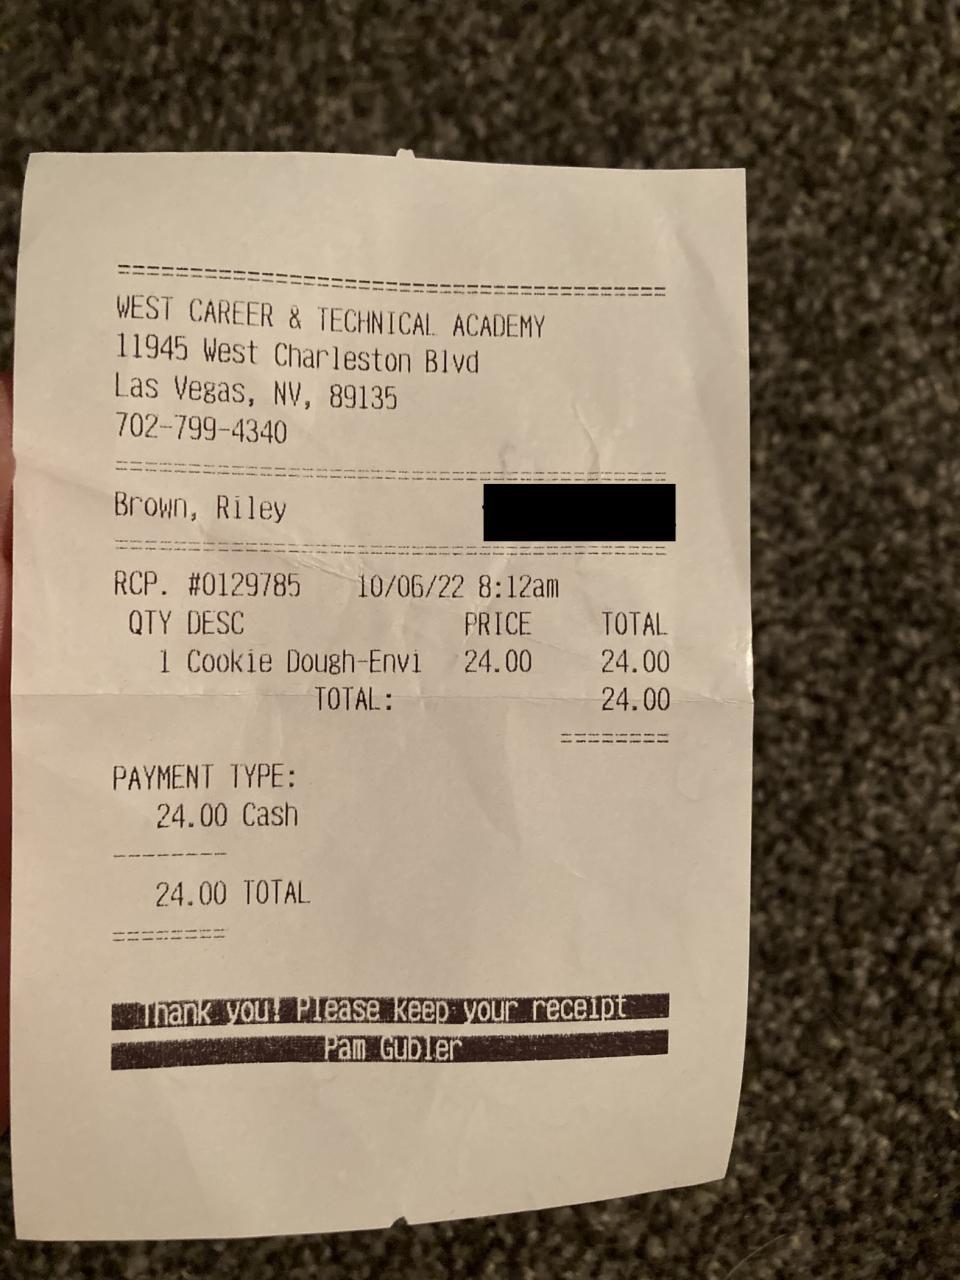 ================================================
WEST CAREER & TECHNICAL ACADEMY
11945 West Charleston Blvd
Las Vegas, NV, 89135
702-799-4340
================================================
Brown, Riley
================================================
RCP. #0129785 10/06/22 8:12am
QTY DESC PRICE TOTAL
1 Cookie Dough-Envi 24.00 24.00
TOTAL: 24.00
========
PAYMENT TYPE:
24.00 Cash
--------
24.00 TOTAL
========
Thank you! Please keep your receipt
Pam Gubler